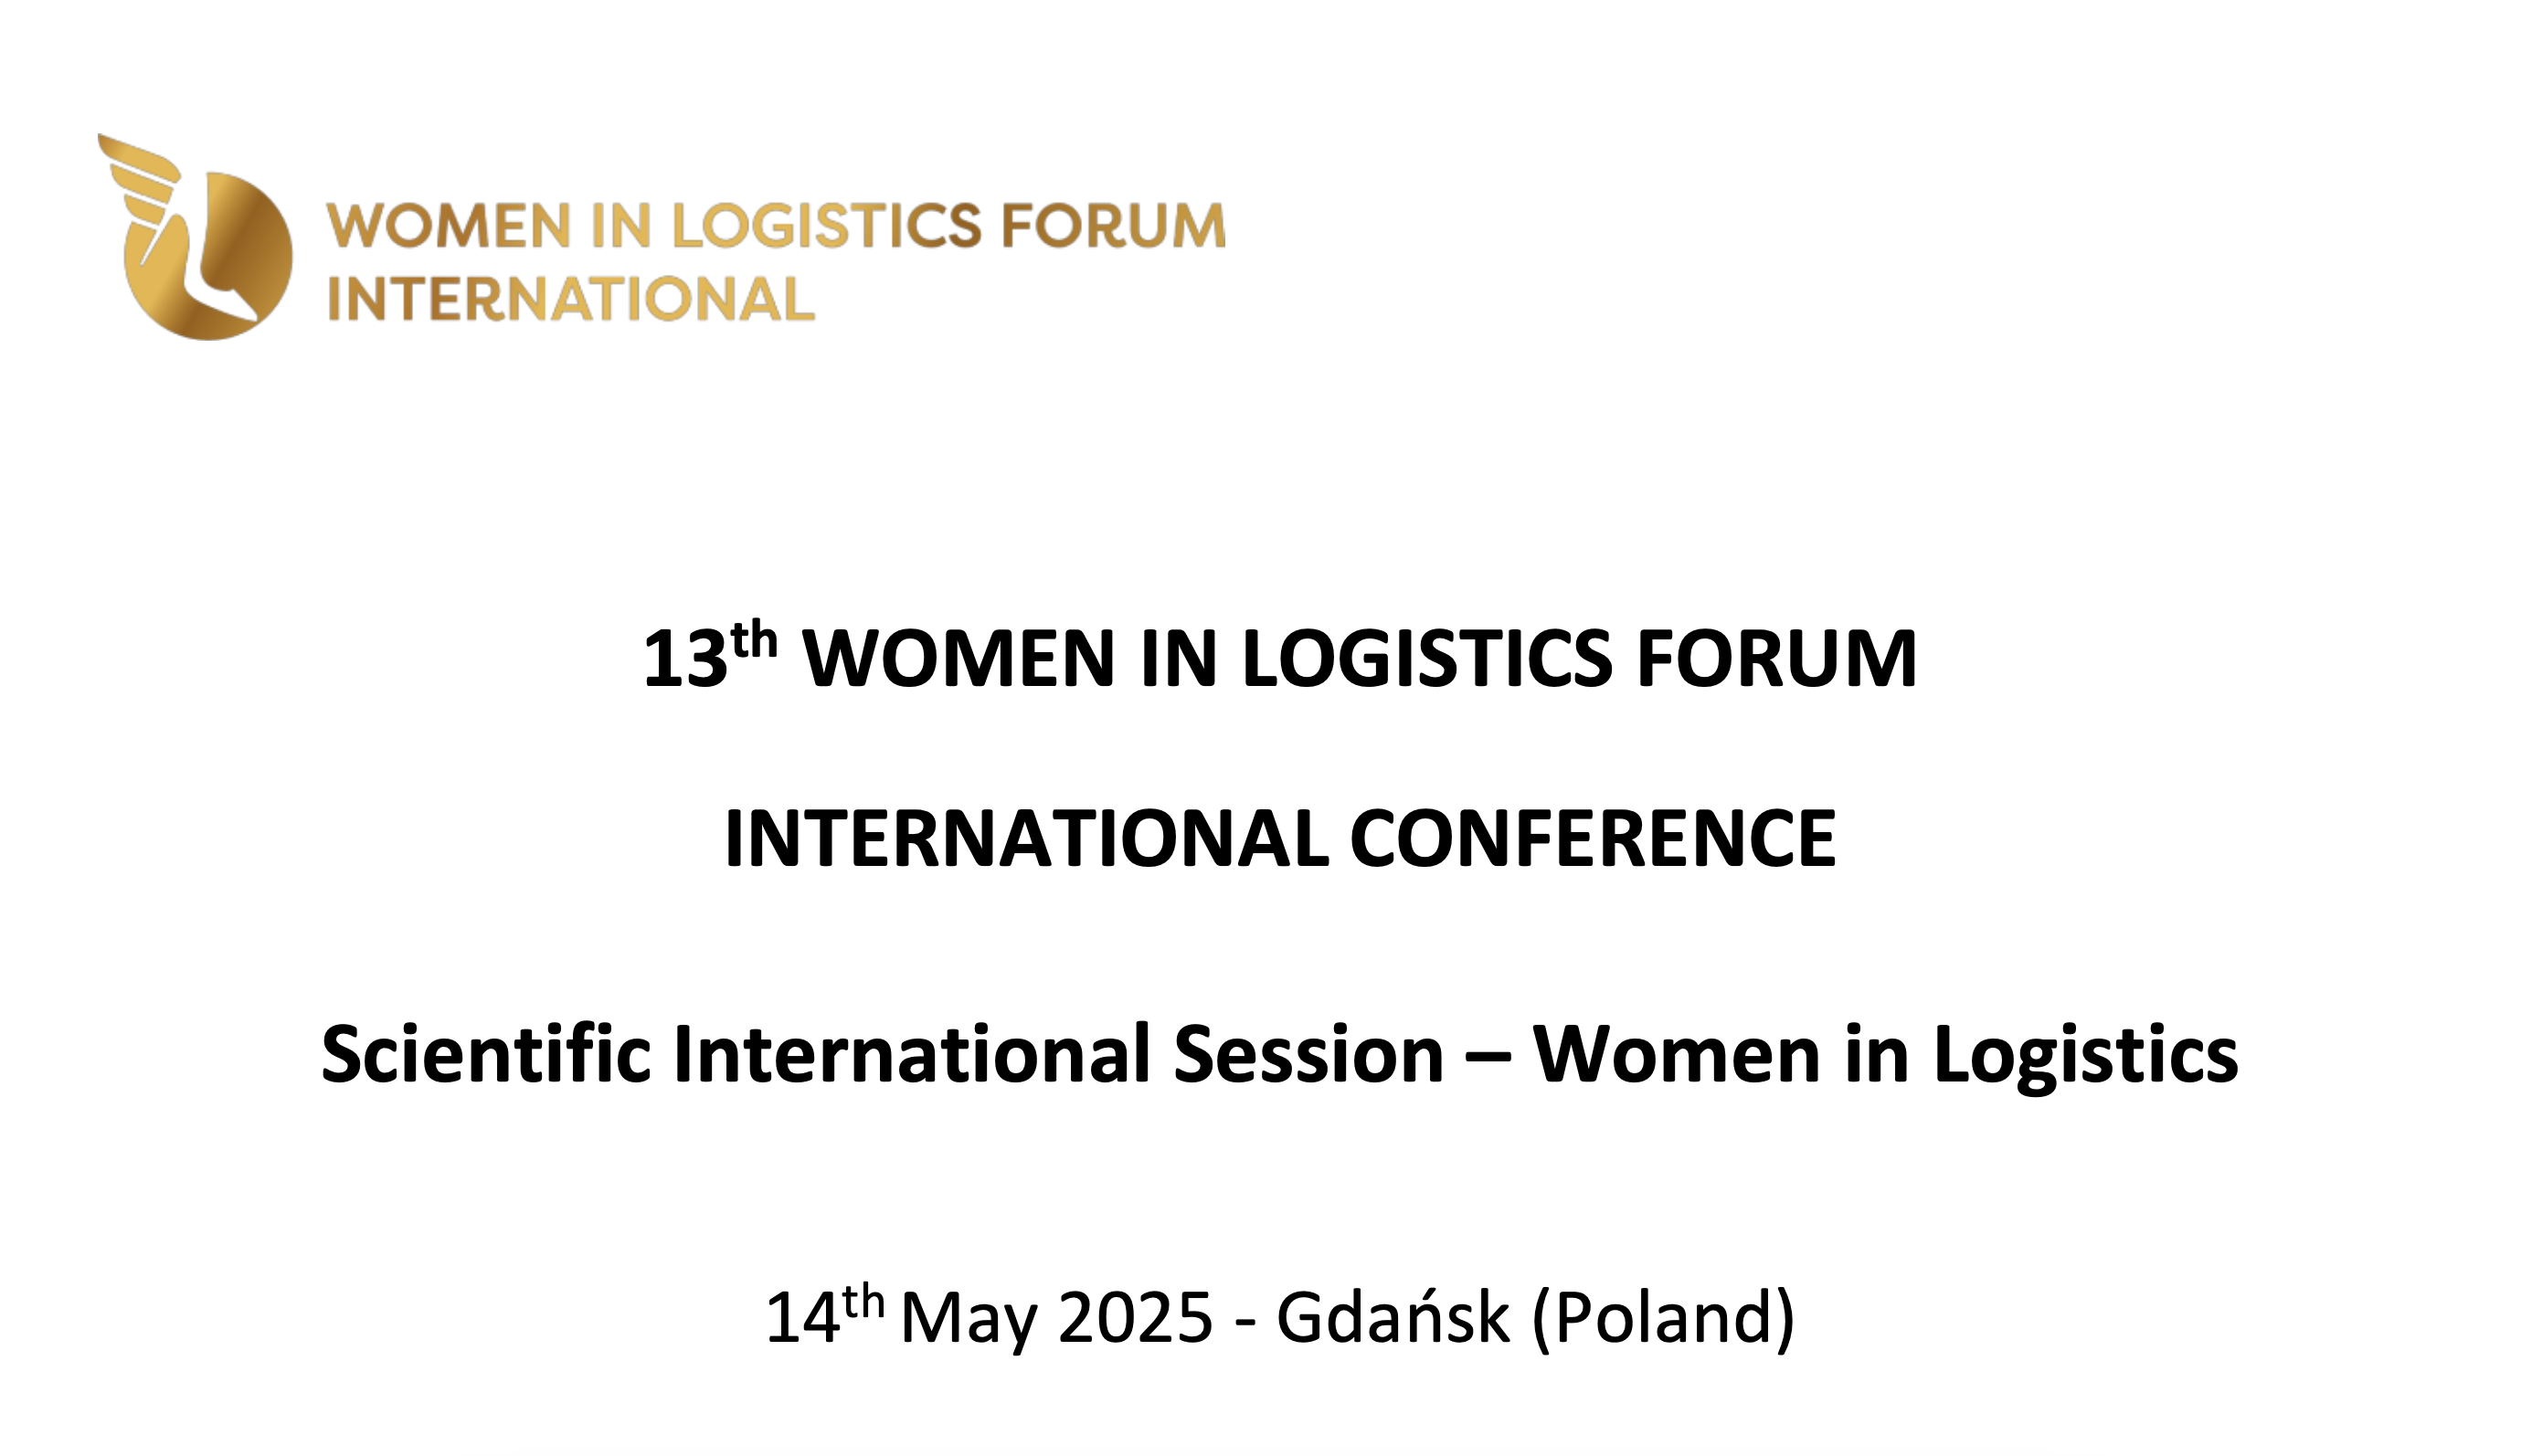 WOMEN IN LOGISTICS FORUM
INTERNATIONAL
13th WOMEN IN LOGISTICS FORUM
INTERNATIONAL CONFERENCE
Scientific International Session – Women in Logistics
14th May 2025 - Gdańsk (Poland)